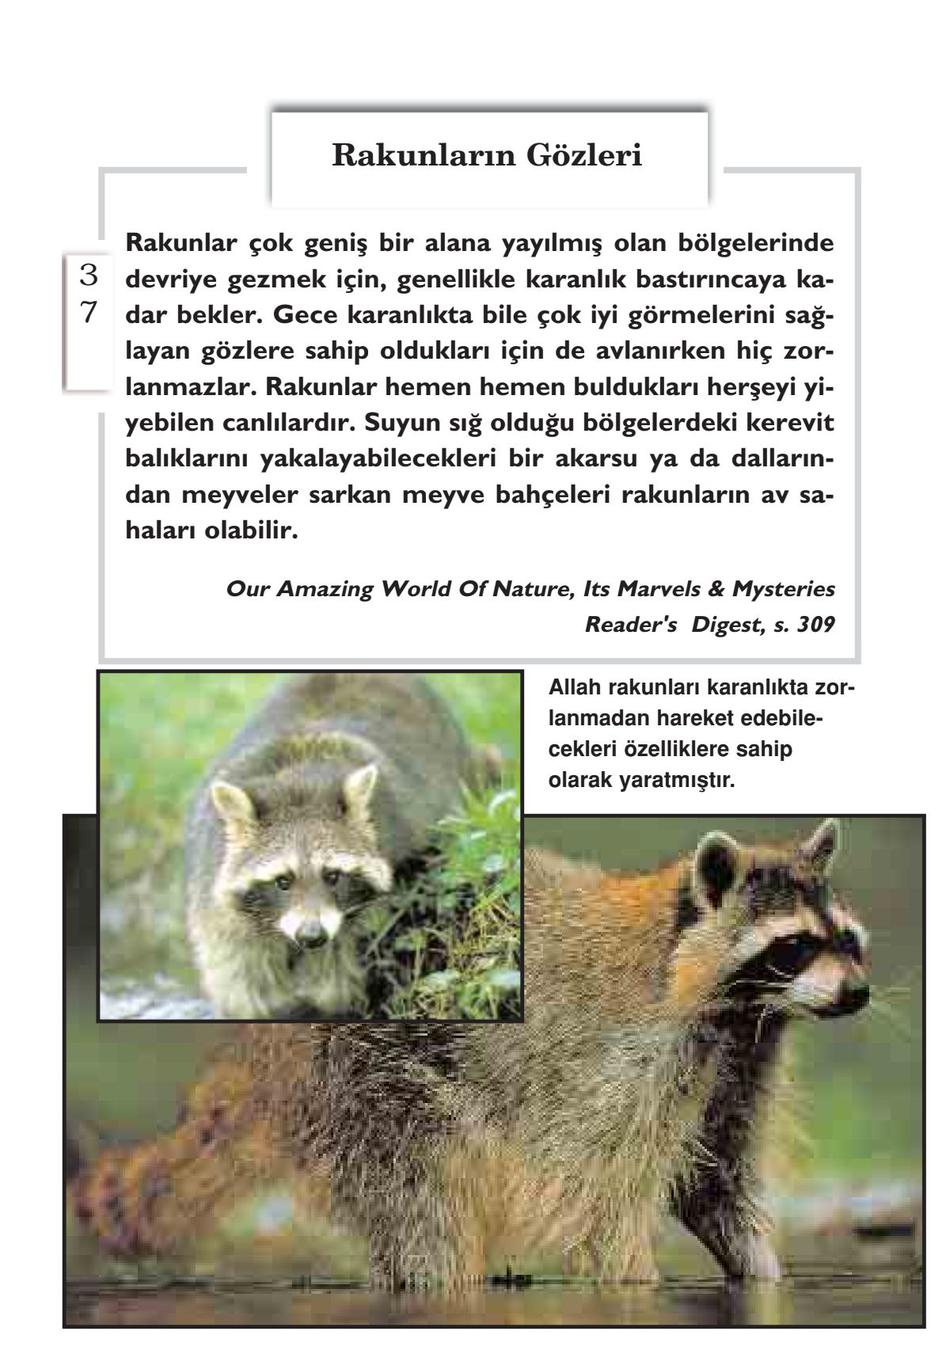 Rakunların Gözleri
3
7
Rakunlar çok geniş bir alana yayılmış olan bölgelerinde
devriye gezmek için, genellikle karanlık bastırıncaya ka-
dar bekler. Gece karanlıkta bile çok iyi görmelerini sağ-
layan gözlere sahip oldukları için de avlanırken hiç zor-
lanmazlar. Rakunlar hemen hemen buldukları herşeyi yi-
yebilen canlılardır. Suyun sığ olduğu bölgelerdeki kerevit
balıklarını yakalayabilecekleri bir akarsu ya da dalların-
dan meyveler sarkan meyve bahçeleri rakunların av sa-
haları olabilir.
Our Amazing World Of Nature, Its Marvels & Mysteries
Reader's Digest, s. 309
Allah rakunları karanlıkta zor-
lanmadan hareket edebile-
cekleri özelliklere sahip
olarak yaratmıştır.